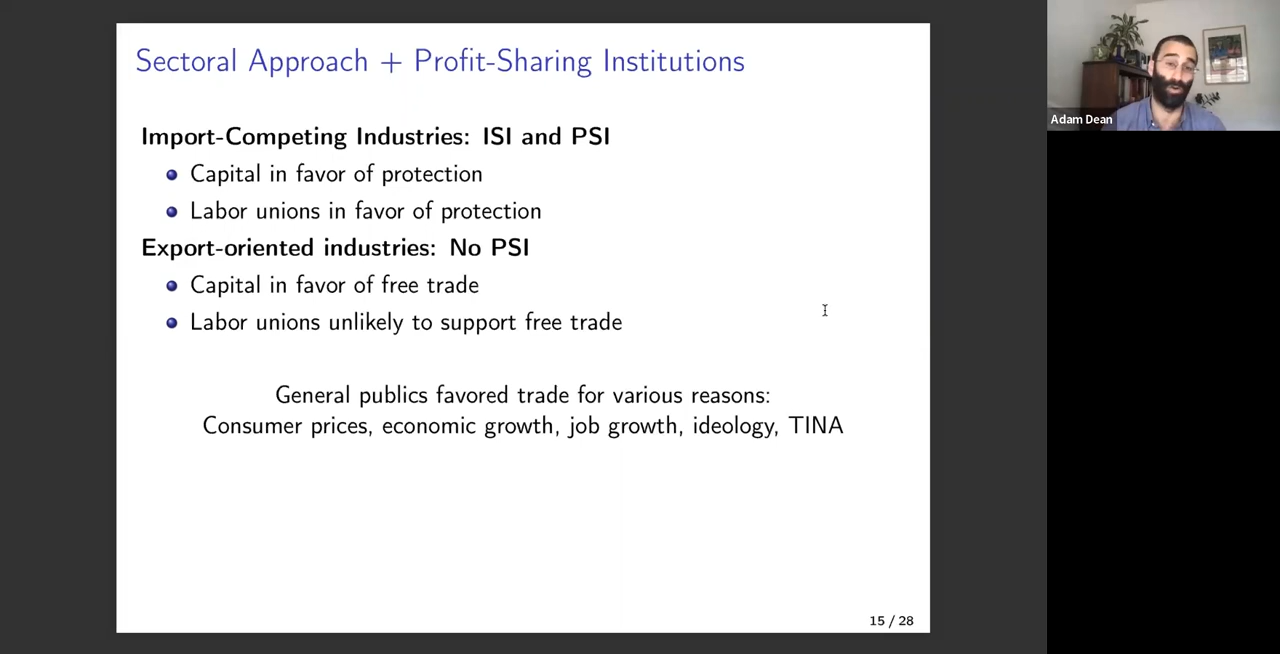 Sectoral Approach + Profit-Sharing Institutions
Import-Competing Industries: ISI and PSI
Capital in favor of protection
Labor unions in favor of protection
Export-oriented industries: No PSI
Capital in favor of free trade
Labor unions unlikely to support free trade
General publics favored trade for various reasons:
Consumer prices, economic growth, job growth, ideology, TINA
15 / 28
Adam Dean